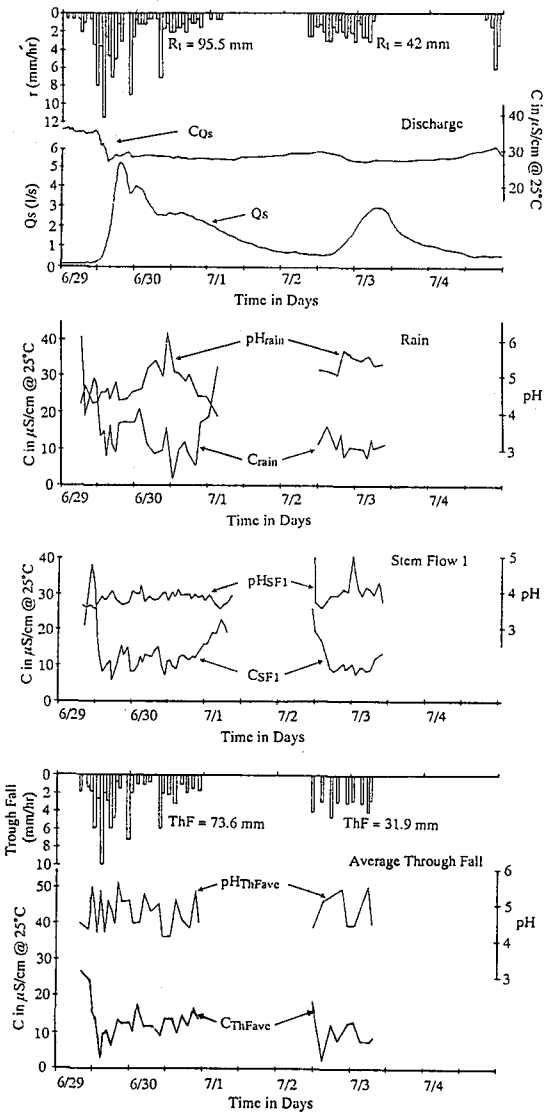 r (mm/hr)
0
2
4
6
8
10
12
R₁ = 95.5 mm
R₁ = 42 mm
C_Qs
Discharge
40
30
20
C in µS/cm @ 25°C
Qs (l/s)
6
5
4
3
2
1
0
Qs
6/29 6/30 7/1 7/2 7/3 7/4
Time in Days
C in µS/cm @ 25°C
40
30
20
10
0
pHrain
Rain
6
5
4
3
pH
Crain
6/29 6/30 7/1 7/2 7/3 7/4
Time in Days
C in µS/cm @ 25°C
40
30
20
10
0
Stem Flow 1
pHSF1
5
4
3
pH
CSF1
6/29 6/30 7/1 7/2 7/3 7/4
Time in Days
Trough Fall
(mm/hr)
0
2
4
6
8
10
ThF = 73.6 mm
ThF = 31.9 mm
Average Through Fall
C in µS/cm @ 25°C
50
40
30
20
10
0
pHThFave
6
5
4
3
pH
CThFave
6/29 6/30 7/1 7/2 7/3 7/4
Time in Days